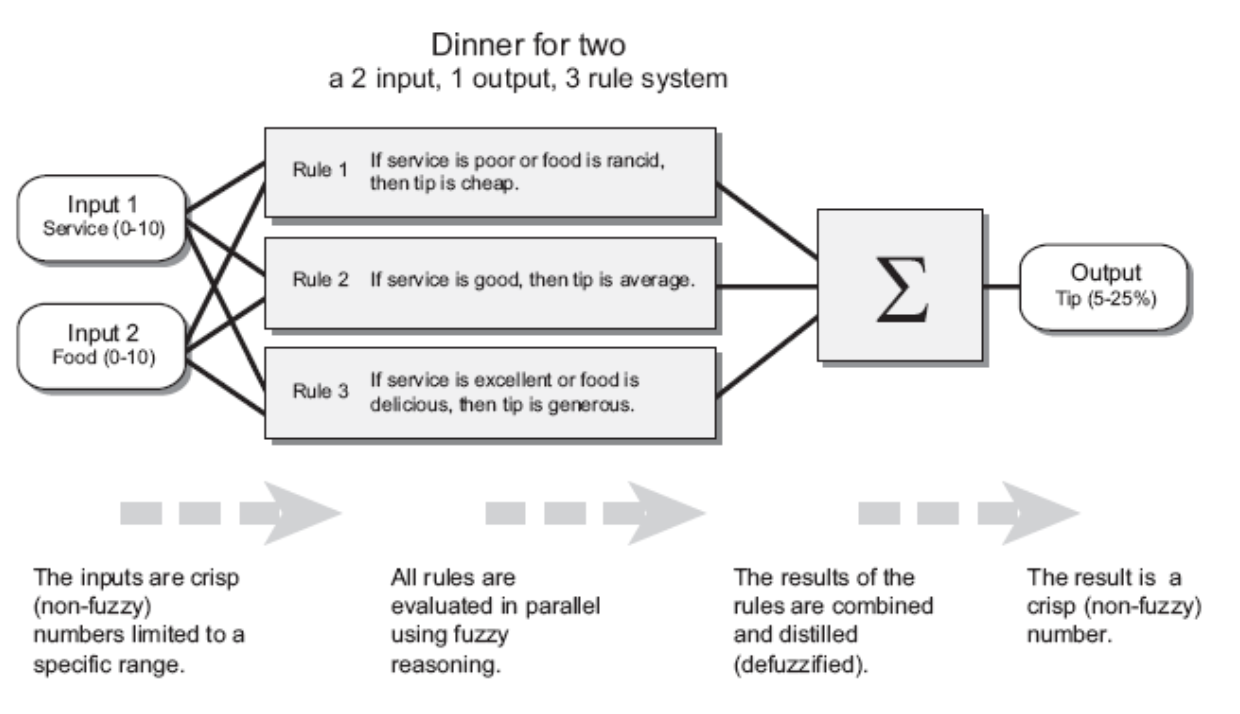 Dinner for two
a 2 input, 1 output, 3 rule system
Input 1
Service (0-10)
Input 2
Food (0-10)
Rule 1
If service is poor or food is rancid,
then tip is cheap.
Rule 2
If service is good, then tip is average.
Rule 3
If service is excellent or food is
delicious, then tip is generous.
Σ
Output
Tip (5-25%)
The inputs are crisp
(non-fuzzy)
numbers limited to a
specific range.
All rules are
evaluated in parallel
using fuzzy
reasoning.
The results of the
rules are combined
and distilled
(defuzzified).
The result is a
crisp (non-fuzzy)
number.